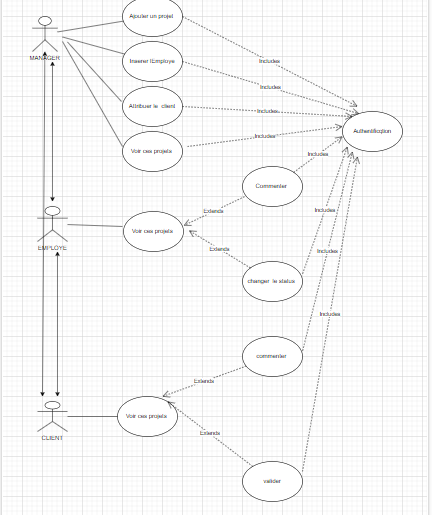 Ajouter un projet
MANAGER
Inserer lEmploye
Includes
Includes
Attribuer le client
Includes
Authentification
Includes
Voir ces projets
Includes
Commenter
Extends
Includes
Voir ces projets
EMPLOYE
Extends
Includes
changer le status
Includes
commenter
Extends
Voir ces projets
CLIENT
Extends
valider